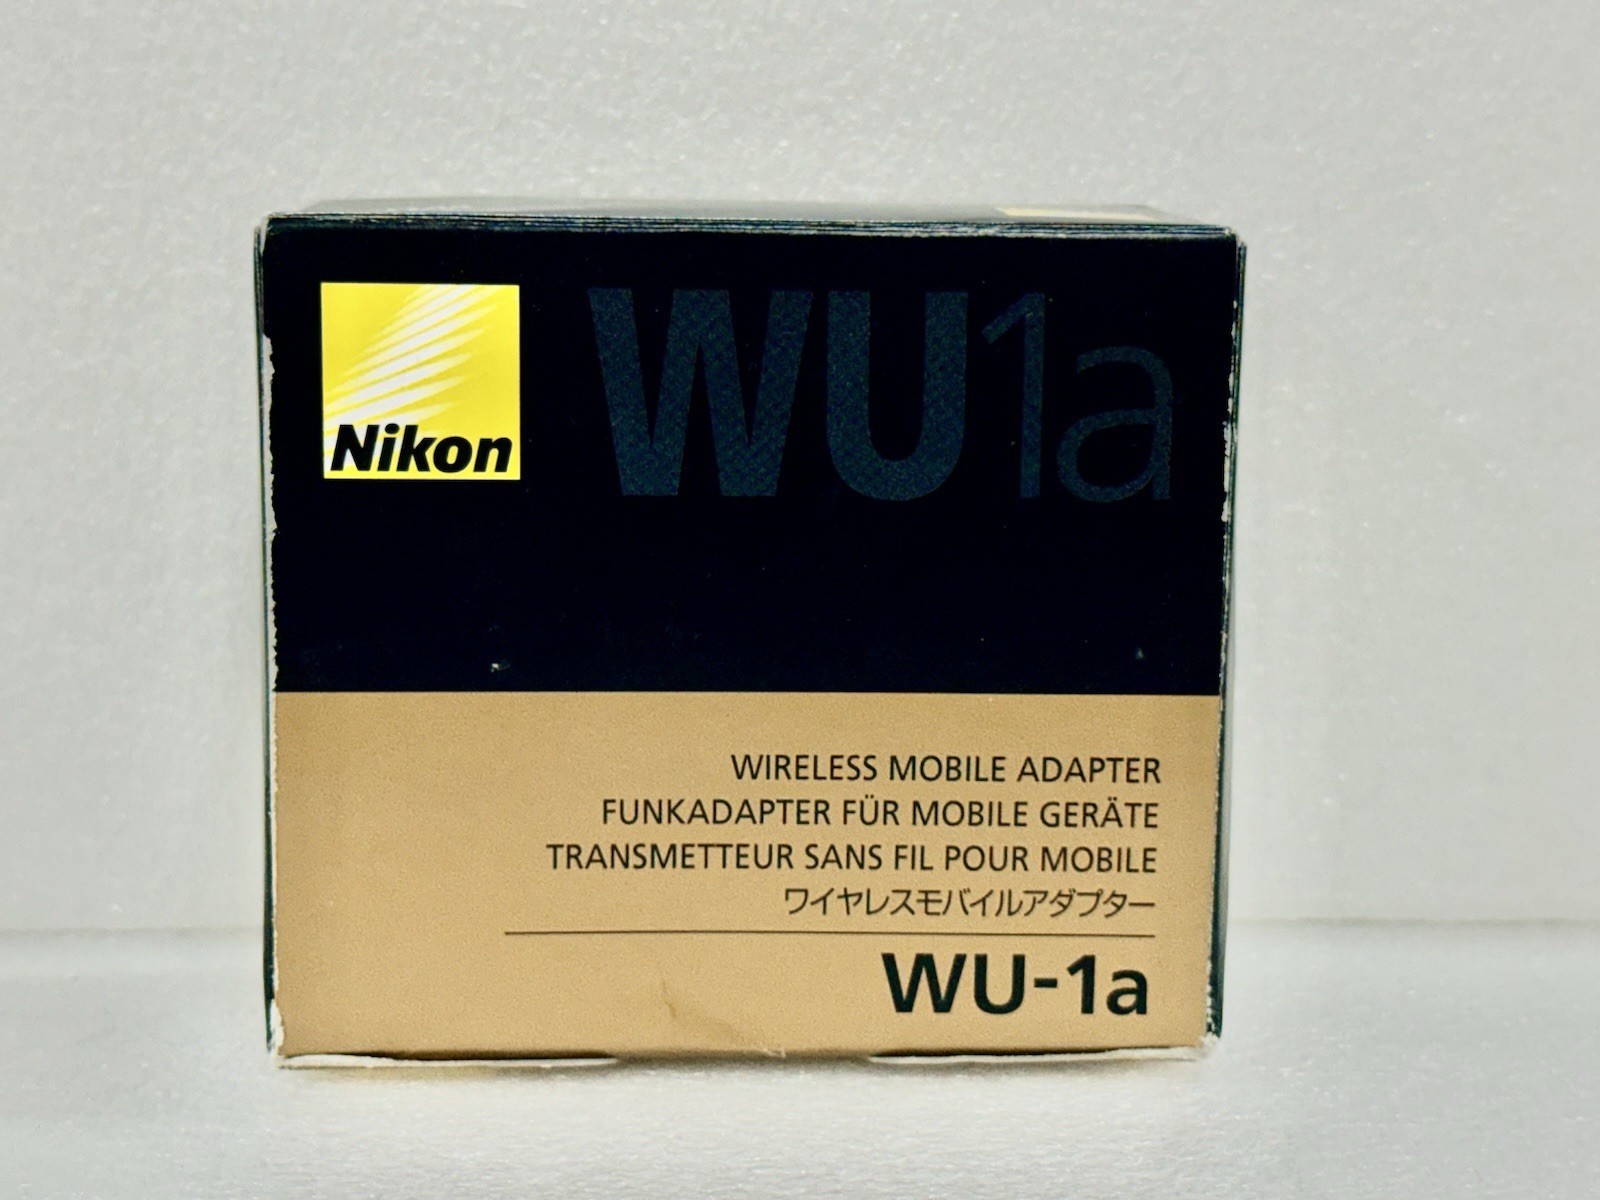 Nikon
WU1a
WIRELESS MOBILE ADAPTER
FUNKADAPTER FÜR MOBILE GERÄTE
TRANSMETTEUR SANS FIL POUR MOBILE
ワイヤレスモバイルアダプター
WU-1a